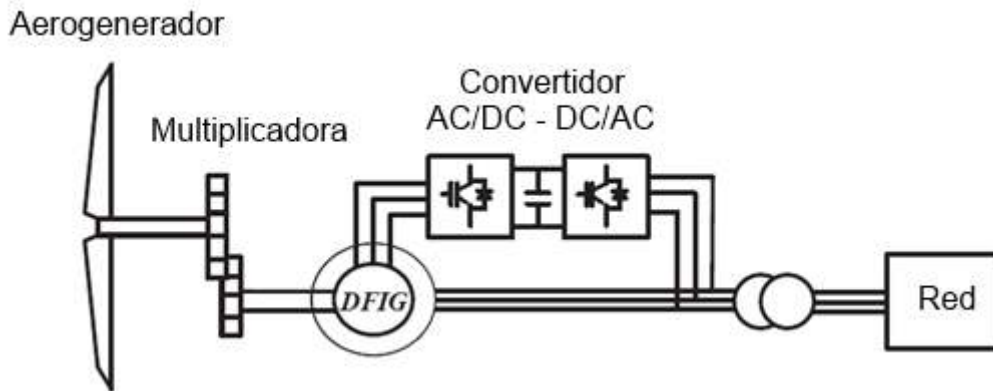 Aerogenerador
Convertidor
AC/DC - DC/AC
Multiplicadora
DFIG
Red